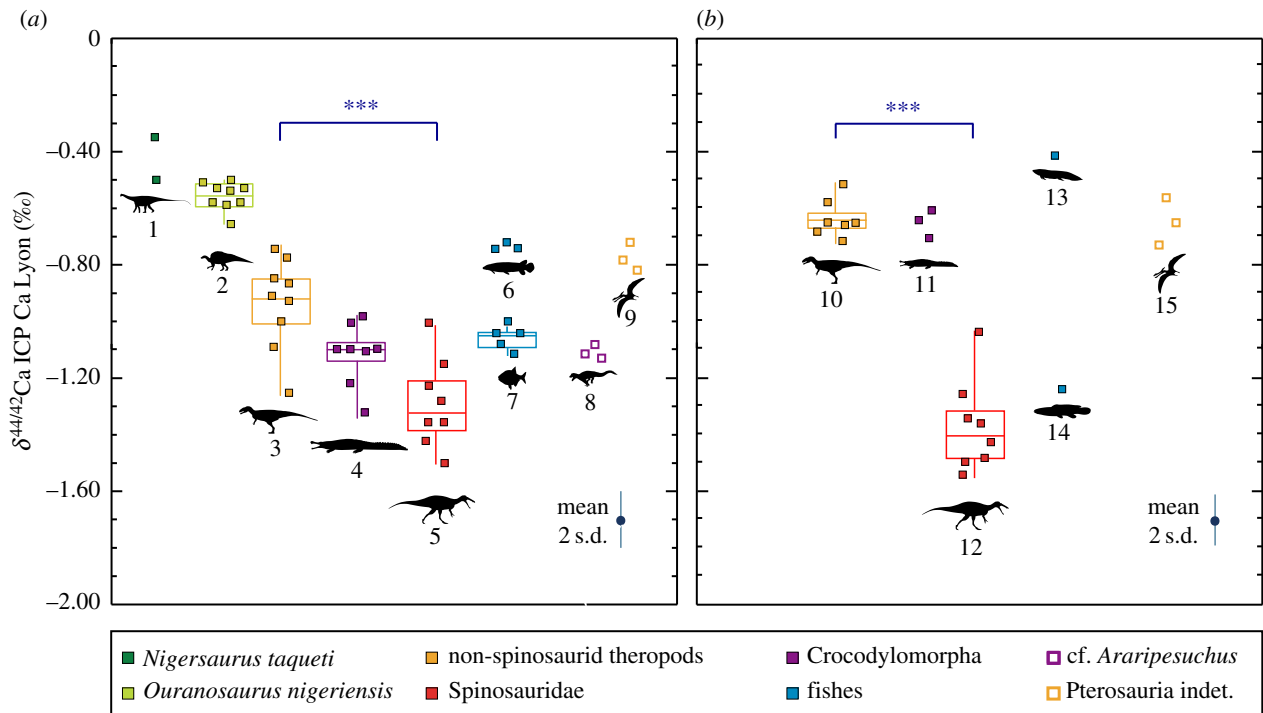 (a)
(b)
0
–0.40
–0.80
–1.20
–1.60
–2.00
δ44/42Ca ICP Ca Lyon (‰)
***
1
2
3
4
5
6
7
8
9
mean
2 s.d.
***
10
11
12
13
14
15
mean
2 s.d.
Nigersaurus taqueti
non-spinosaurid theropods
Crocodylomorpha
cf. Araripesuchus
Ouranosaurus nigeriensis
Spinosauridae
fishes
Pterosauria indet.